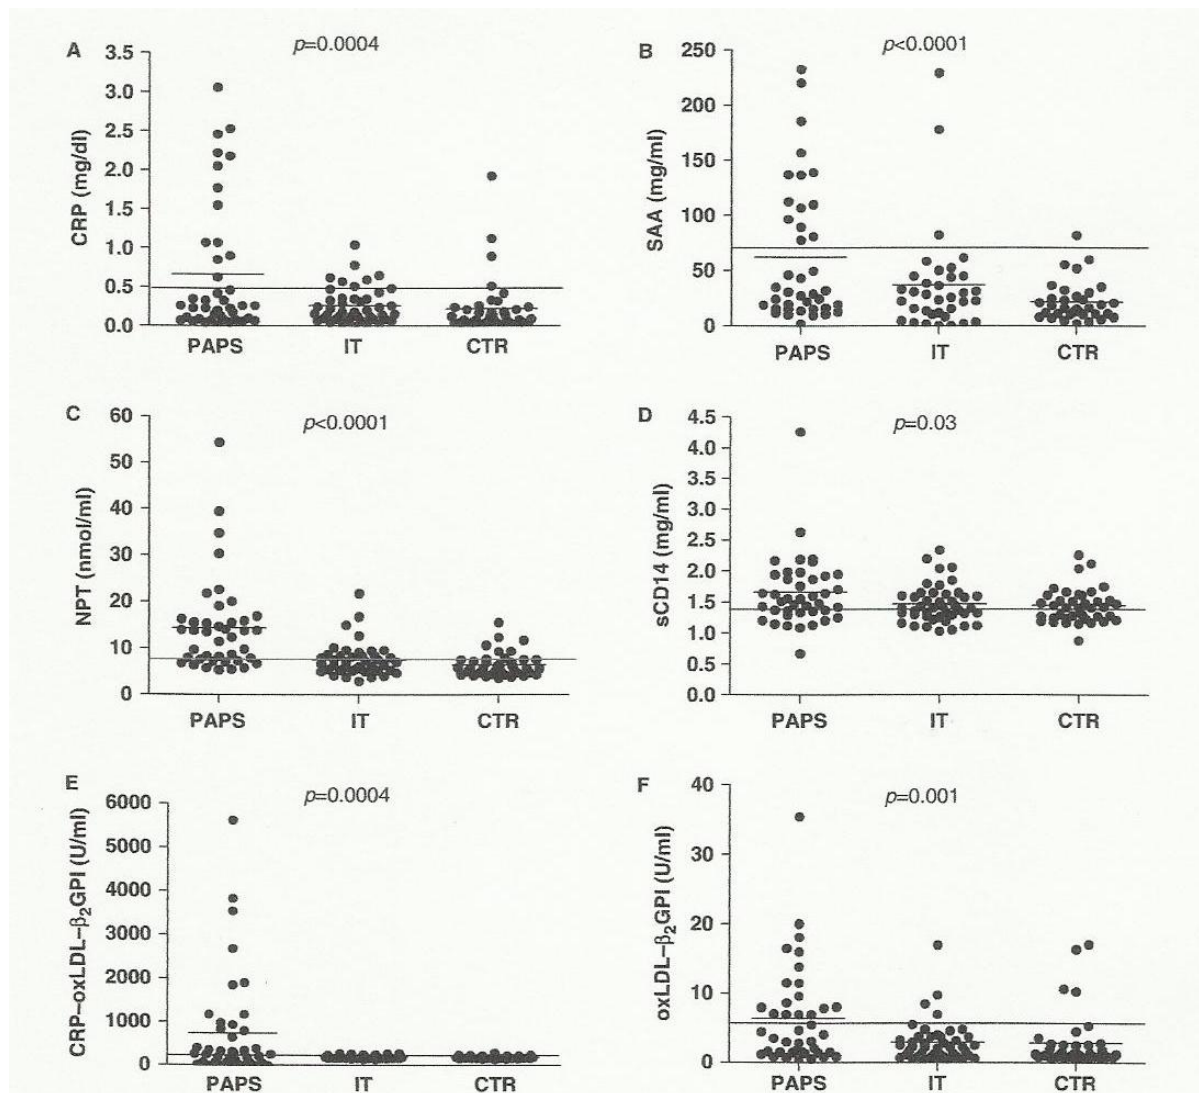 A
p=0.0004
CRP (mg/dl)
3.5
3.0
2.5
2.0
1.5
1.0
0.5
0.0
PAPS IT CTR
B
p<0.0001
SAA (mg/ml)
250
200
150
100
50
0
PAPS IT CTR
C
p<0.0001
NPT (nmol/ml)
60
50
40
30
20
10
0
PAPS IT CTR
D
p=0.03
sCD14 (mg/ml)
4.5
4.0
3.5
3.0
2.5
2.0
1.5
1.0
0.5
0.0
PAPS IT CTR
E
p=0.0004
CRP–oxLDL–β₂GPI (U/ml)
6000
5000
4000
3000
2000
1000
0
PAPS IT CTR
F
p=0.001
oxLDL–β₂GPI (U/ml)
40
30
20
10
0
PAPS IT CTR